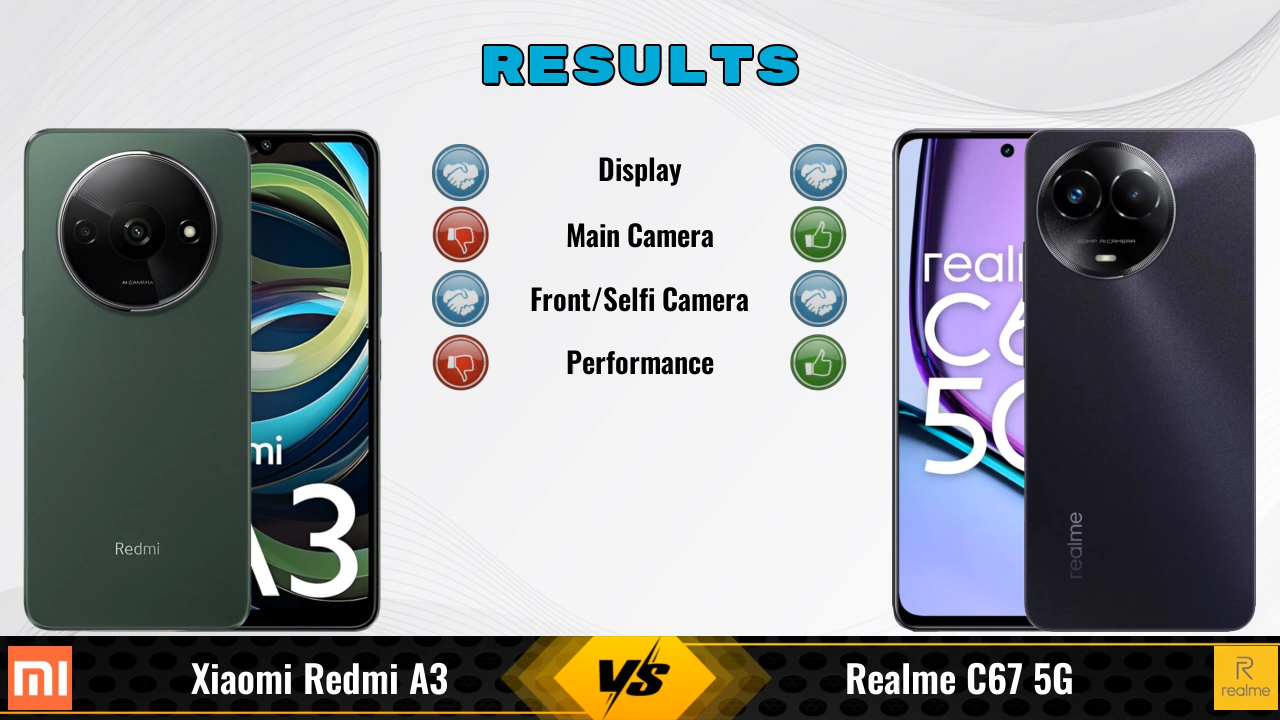 RESULTS
Display
Main Camera
Front/Selfi Camera
Performance
AI CAMERA
Redmi
mi
A3
realm
C6
5G
50MP AI CAMERA
realme
Xiaomi Redmi A3
VS
Realme C67 5G
mi
R
realme